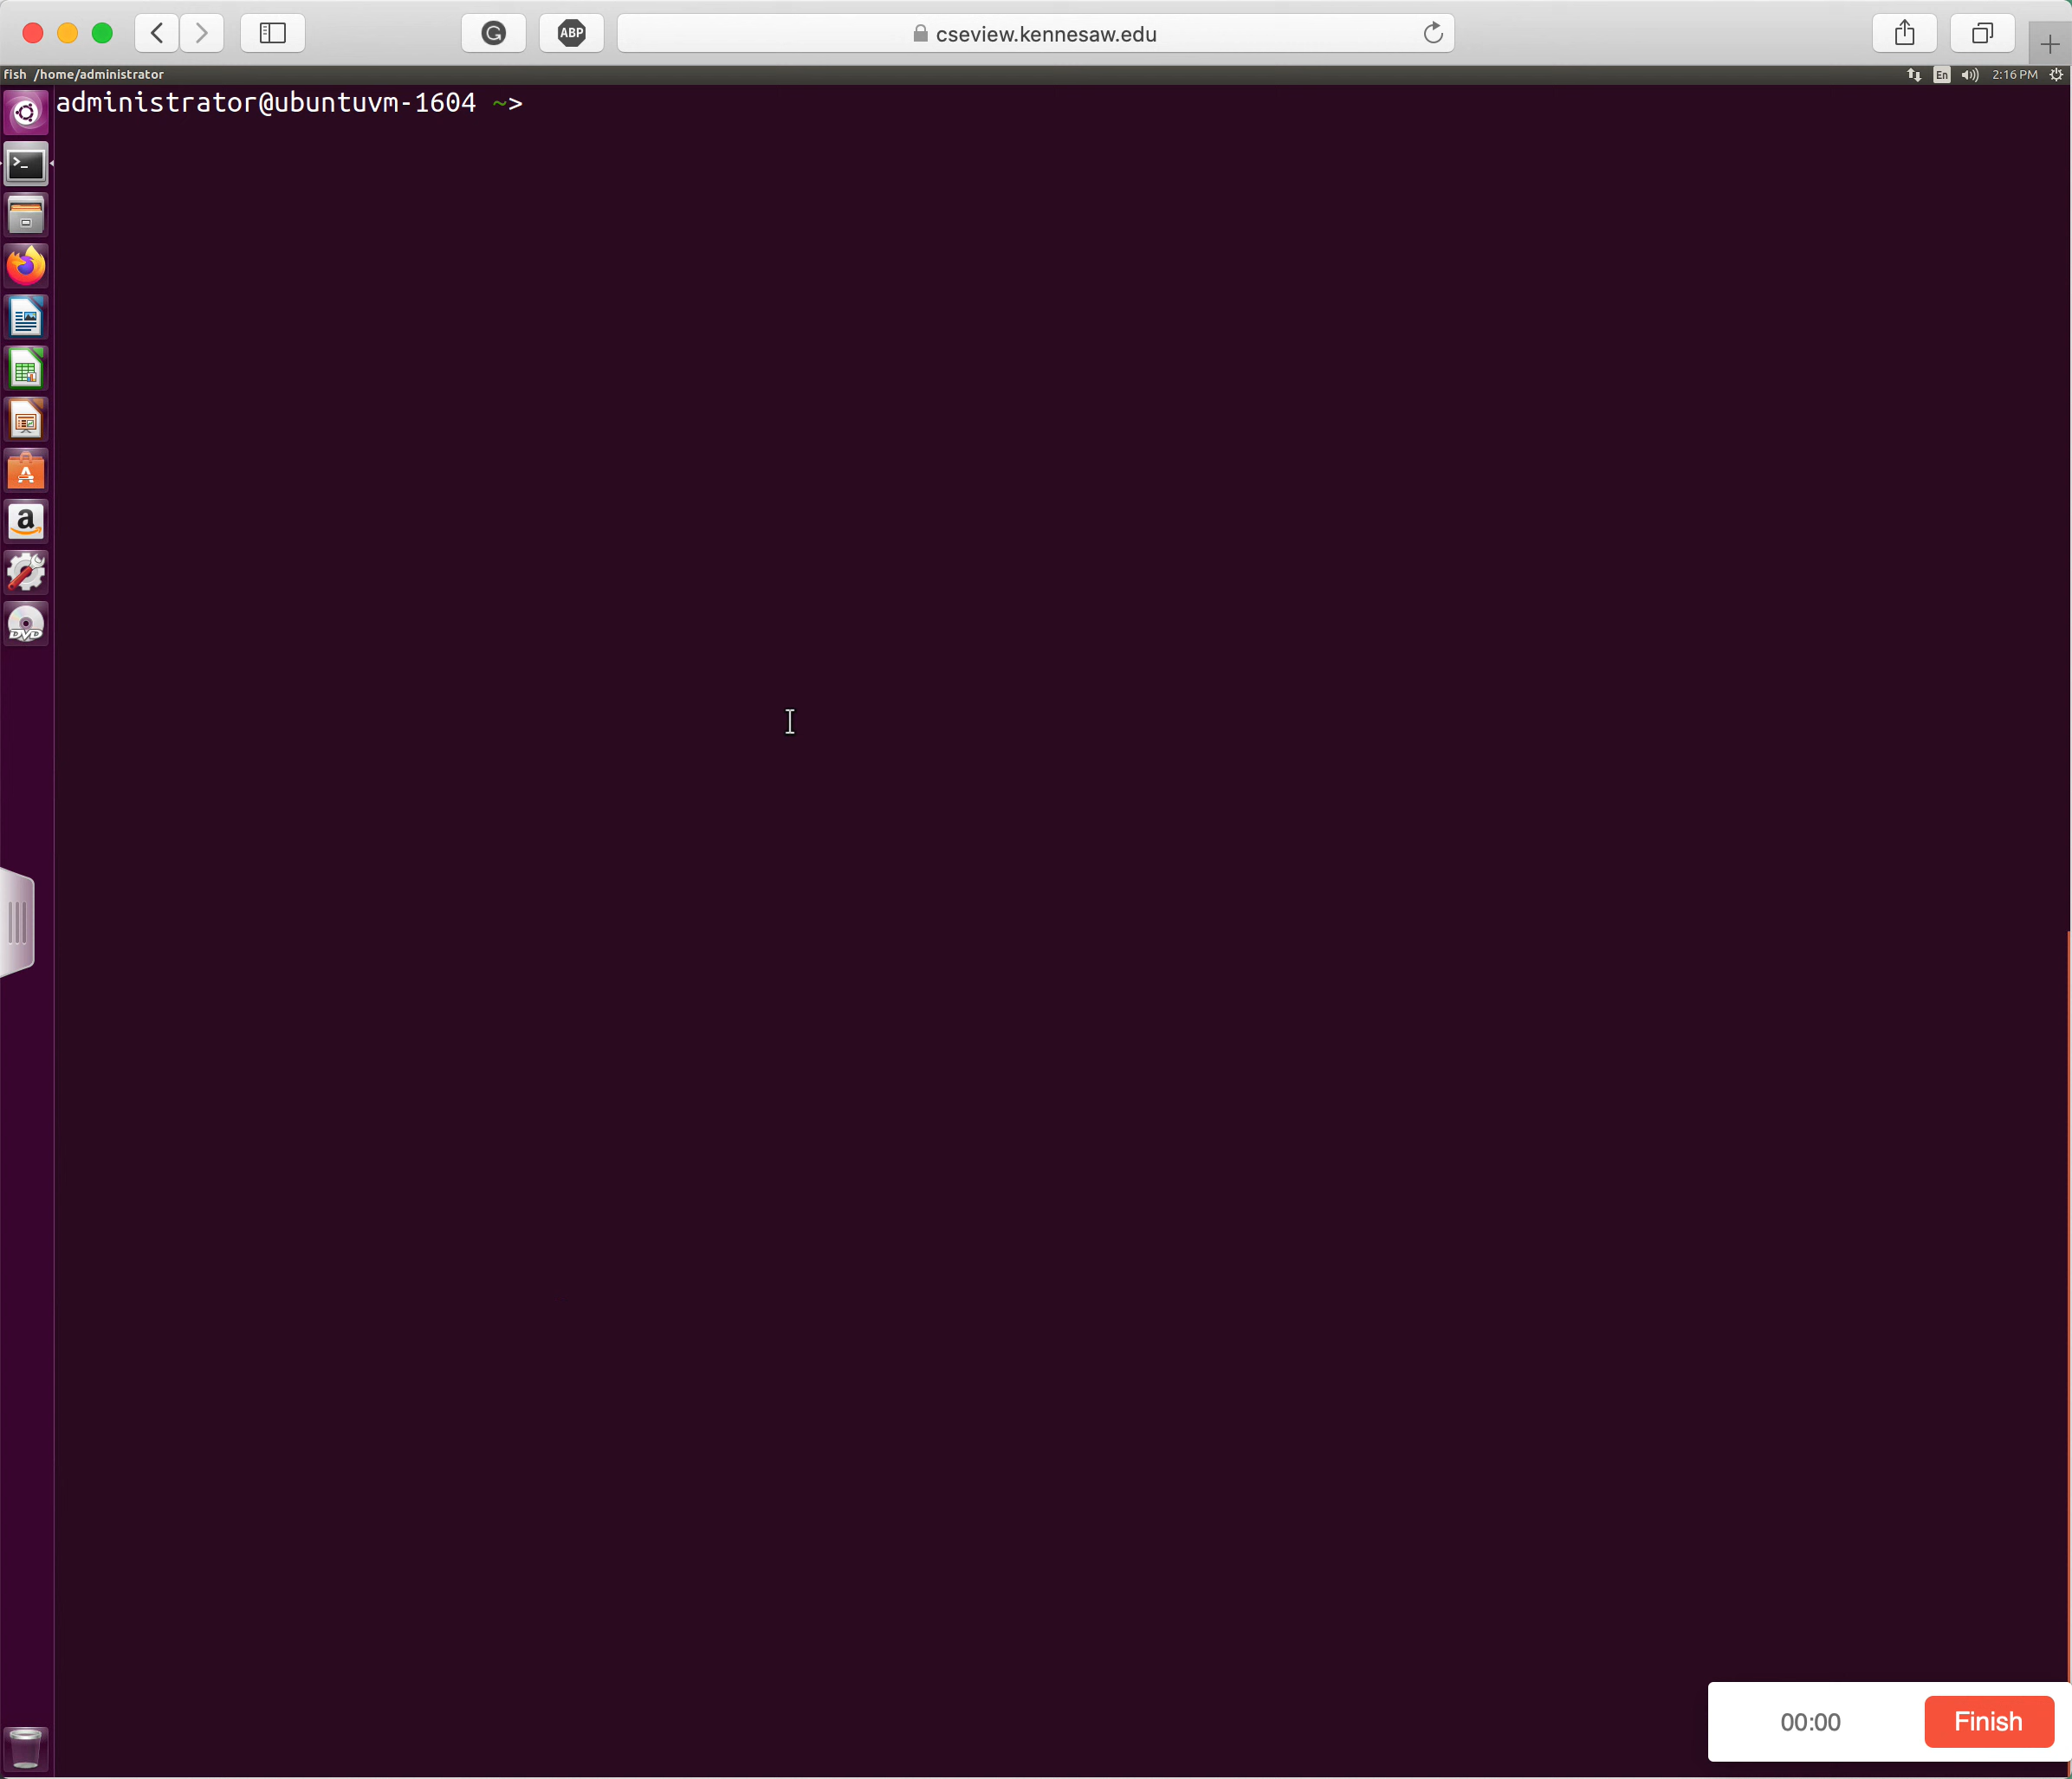 ABP
cseview.kennesaw.edu
fish /home/administrator
En
2:16 PM
administrator@ubuntuvm-1604 ~>
a
DVD
00:00
Finish